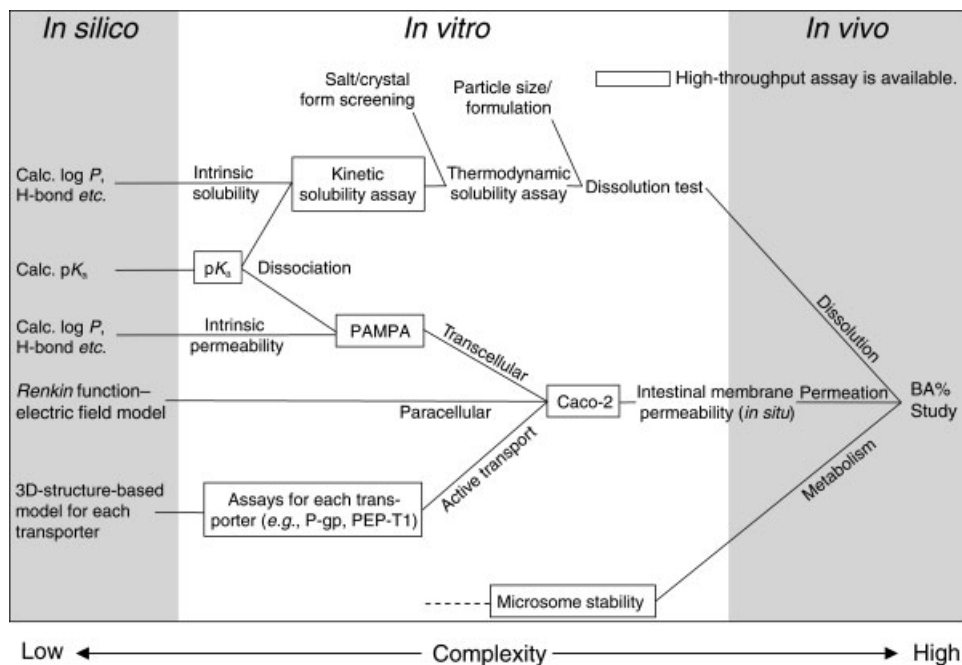 In silico
In vitro
In vivo
Salt/crystal
form screening
Particle size/
formulation
High-throughput assay is available.
Calc. log P,
H-bond etc.
Intrinsic
solubility
Kinetic
solubility assay
Thermodynamic
solubility assay
Dissolution test
Calc. pKa
pKa
Dissociation
Calc. log P,
H-bond etc.
Intrinsic
permeability
PAMPA
Transcellular
Dissolution
Renkin function–
electric field model
Paracellular
Caco-2
Intestinal membrane
permeability (in situ)
Permeation
BA%
Study
Active transport
Metabolism
3D-structure-based
model for each
transporter
Assays for each trans-
porter (e.g., P-gp, PEP-T1)
Microsome stability
Low
Complexity
High